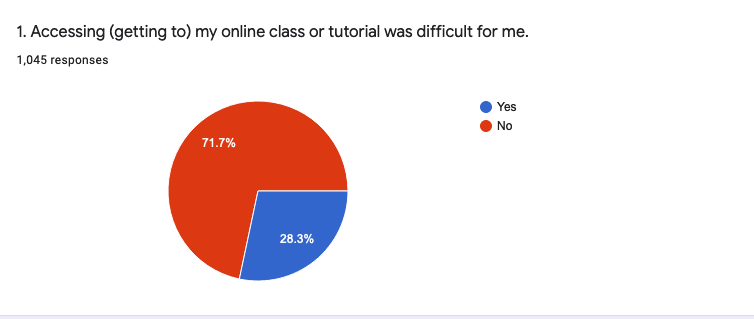 1. Accessing (getting to) my online class or tutorial was difficult for me.
1,045 responses
Yes
No
71.7%
28.3%